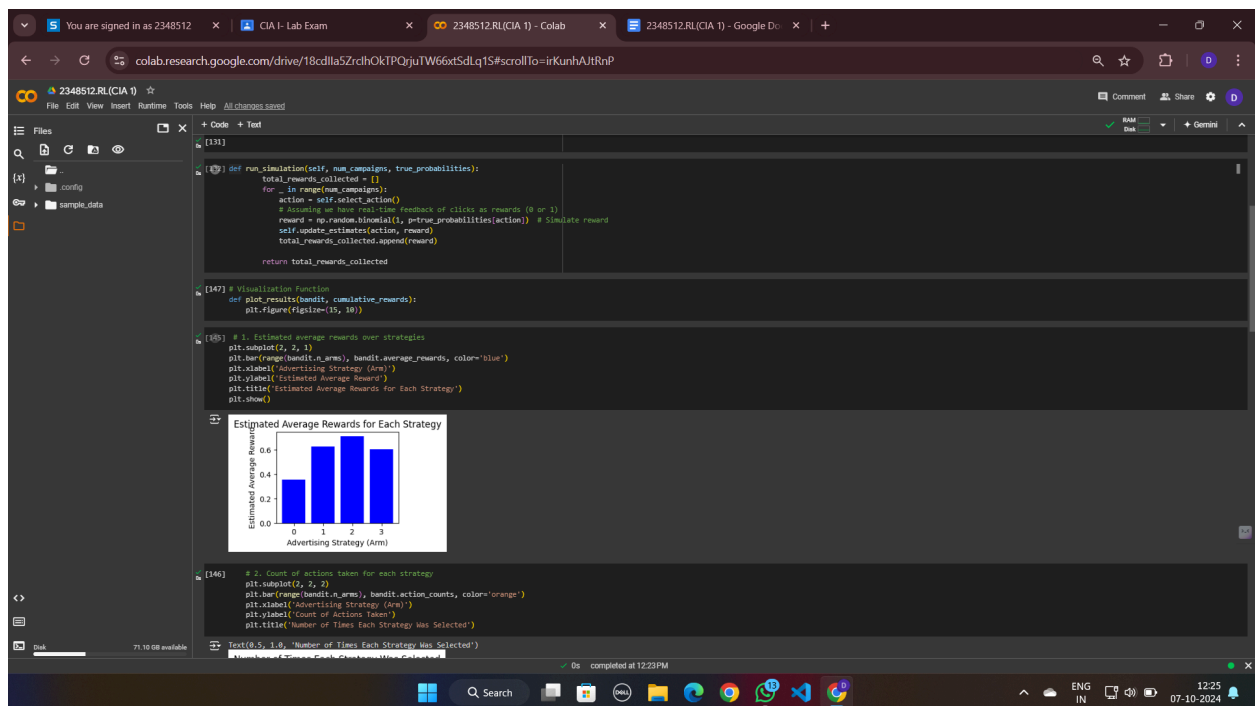 You are signed in as 2348512
CIA I- Lab Exam
2348512.RL(CIA 1) - Colab
2348512.RL(CIA 1) - Google Do
colab.research.google.com/drive/18cdIIa5ZrclhOkTPQrjuTW66xtSdLq1S#scrollTo=irKunhAJtRnP
D
2348512.RL(CIA 1)
File Edit View Insert Runtime Tools Help All changes saved
Comment Share D
Files
+ Code + Text
RAM
Disk
Gemini
..
.config
sample_data
[131]
def run_simulation(self, num_campaigns, true_probabilities):
total_rewards_collected = []
for _ in range(num_campaigns):
action = self.select_action()
# Assuming we have real-time feedback of clicks as rewards (0 or 1)
reward = np.random.binomial(1, p=true_probabilities[action]) # Simulate reward
self.update_estimates(action, reward)
total_rewards_collected.append(reward)
return total_rewards_collected
[147] # Visualization Function
def plot_results(bandit, cumulative_rewards):
plt.figure(figsize=(15, 10))
[145] # 1. Estimated average rewards over strategies
plt.subplot(2, 2, 1)
plt.bar(range(bandit.n_arms), bandit.average_rewards, color='blue')
plt.xlabel('Advertising Strategy (Arm)')
plt.ylabel('Estimated Average Reward')
plt.title('Estimated Average Rewards for Each Strategy')
plt.show()
Estimated Average Rewards for Each Strategy
Estimated Average Reward
0.6
0.4
0.2
0.0
0 1 2 3
Advertising Strategy (Arm)
[146] # 2. Count of actions taken for each strategy
plt.subplot(2, 2, 2)
plt.bar(range(bandit.n_arms), bandit.action_counts, color='orange')
plt.xlabel('Advertising Strategy (Arm)')
plt.ylabel('Count of Actions Taken')
plt.title('Number of Times Each Strategy Was Selected')
Text(0.5, 1.0, 'Number of Times Each Strategy Was Selected')
Number of Times Each Strategy Was Selected
Disk 71.10 GB available
0s completed at 12:23 PM
Search
DELL
13
ENG
IN
12:25
07-10-2024